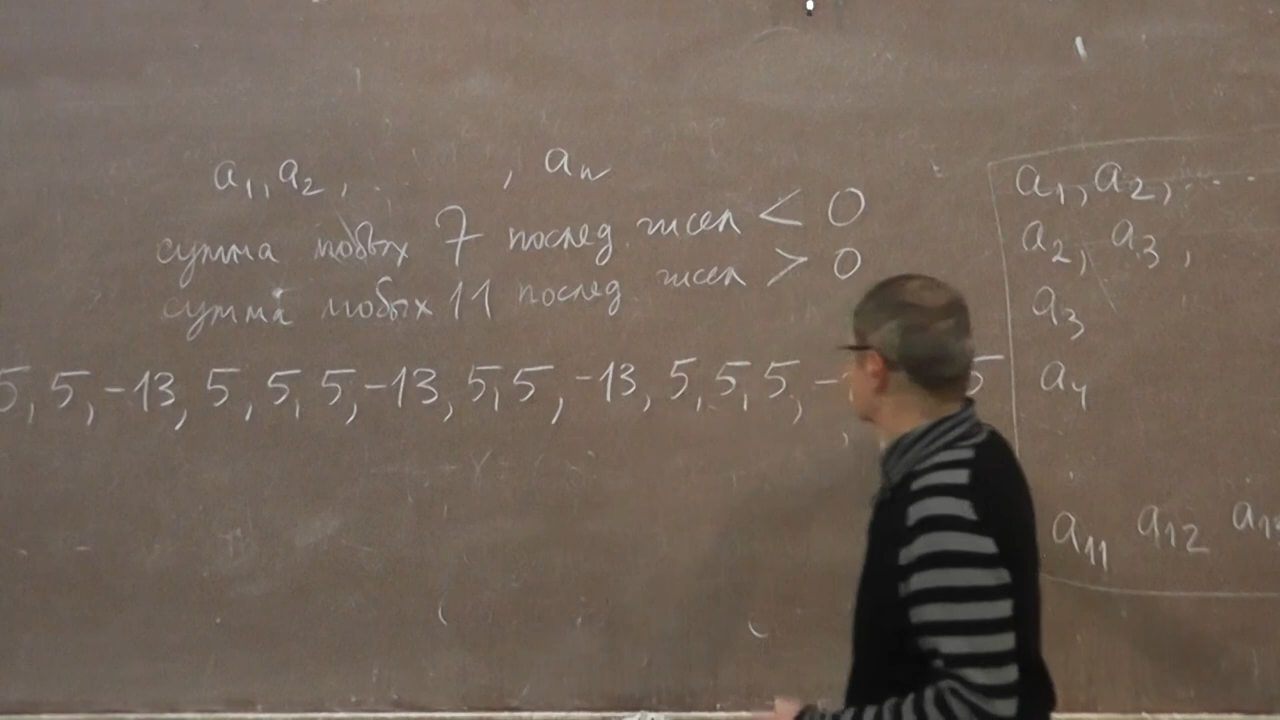 a₁, a₂, . , aₙ
сумма любых 7 послед. чисел < 0
сумма любых 11 послед. чисел > 0
5, 5, -13, 5, 5, 5, -13, 5, 5, -13, 5, 5, 5, - 5
a₁, a₂, ...
a₂, a₃,
a₃
a₄
a₁₁ a₁₂